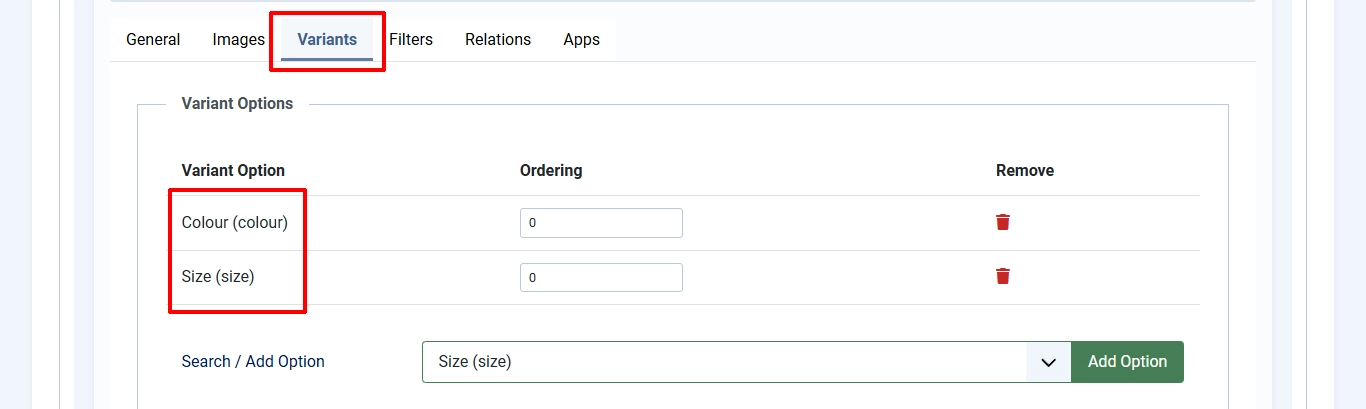 General Images Variants Filters Relations Apps
Variant Options
Variant Option Ordering Remove
Colour (colour) 0
Size (size) 0
Search / Add Option Size (size) Add Option